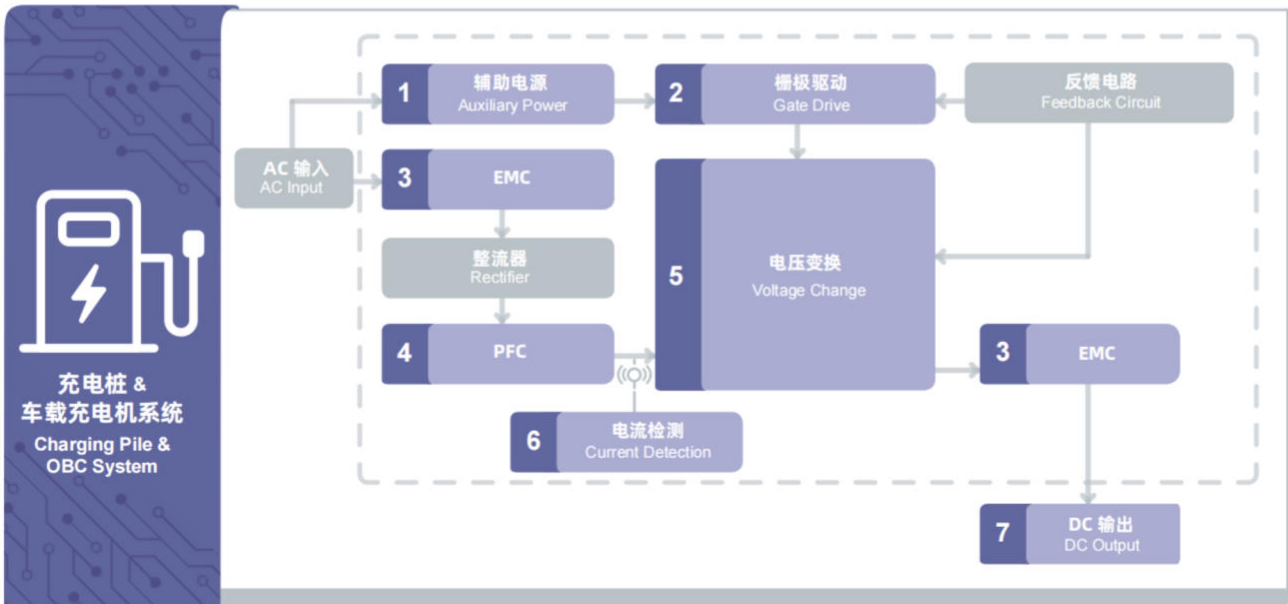 充电桩 &
车载充电机系统
Charging Pile &
OBC System
AC 输入
AC Input
1
辅助电源
Auxiliary Power
2
栅极驱动
Gate Drive
反馈电路
Feedback Circuit
3
EMC
整流器
Rectifier
4
PFC
5
电压变换
Voltage Change
6
电流检测
Current Detection
3
EMC
7
DC 输出
DC Output